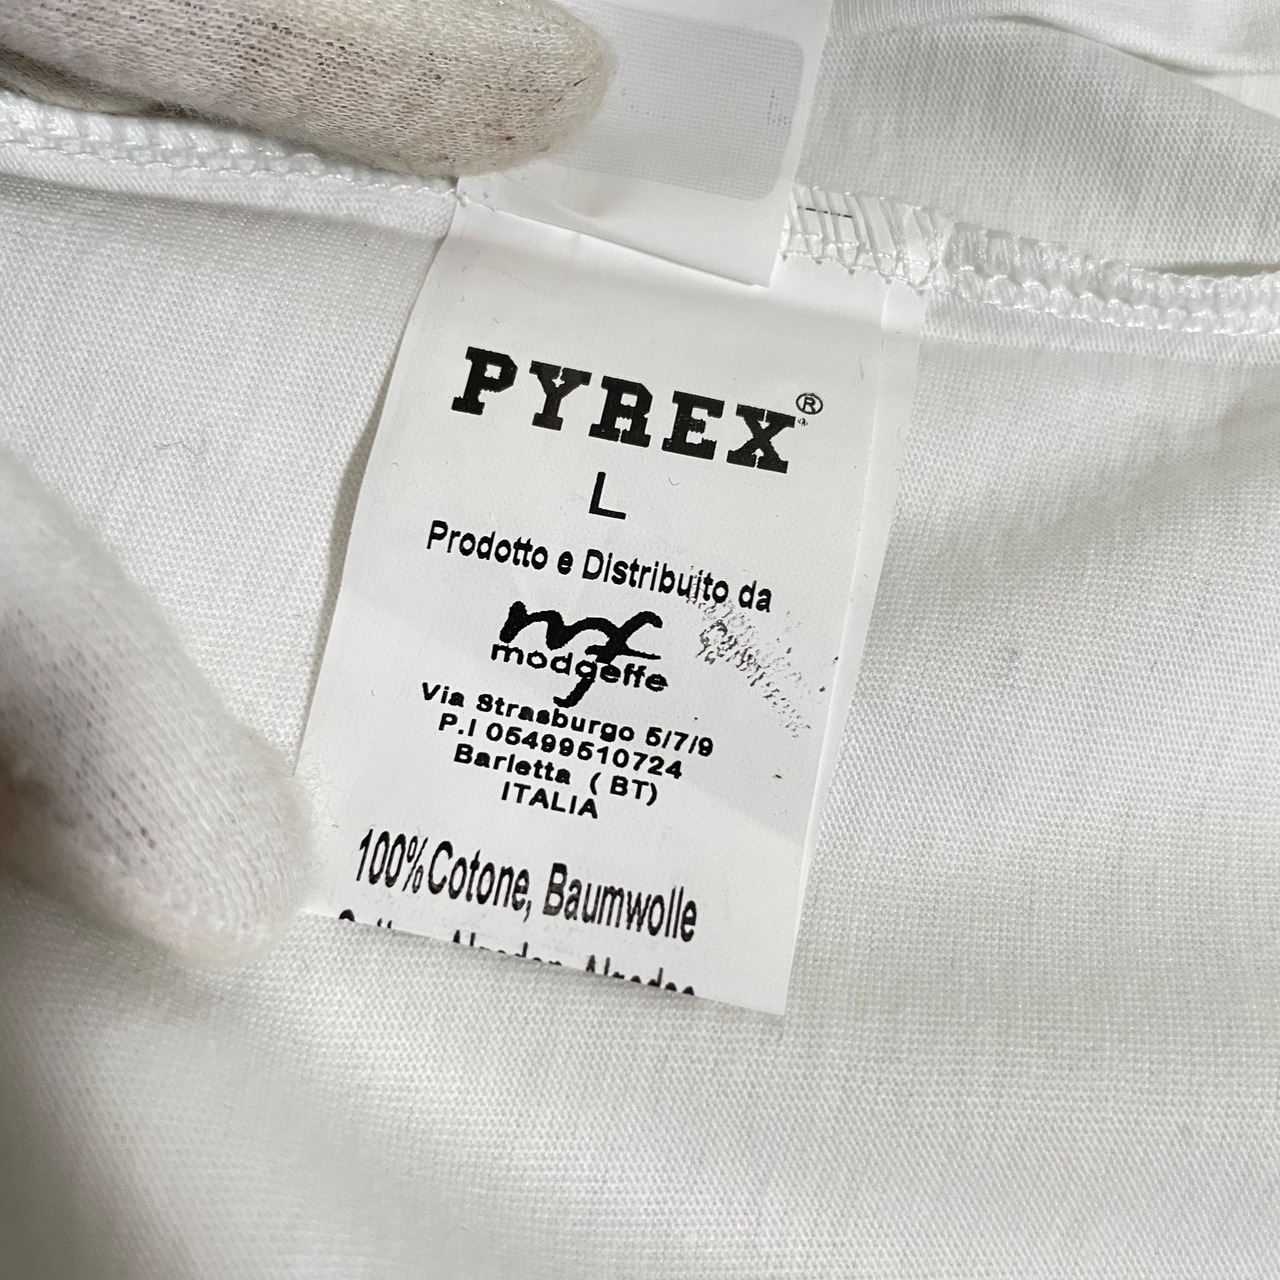 PYREX®
L
Prodotto e Distribuito da
mf
modgeffe
Via Strasburgo 5/7/9
P.I 05499510724
Barletta ( BT)
ITALIA
100%Cotone, Baumwolle